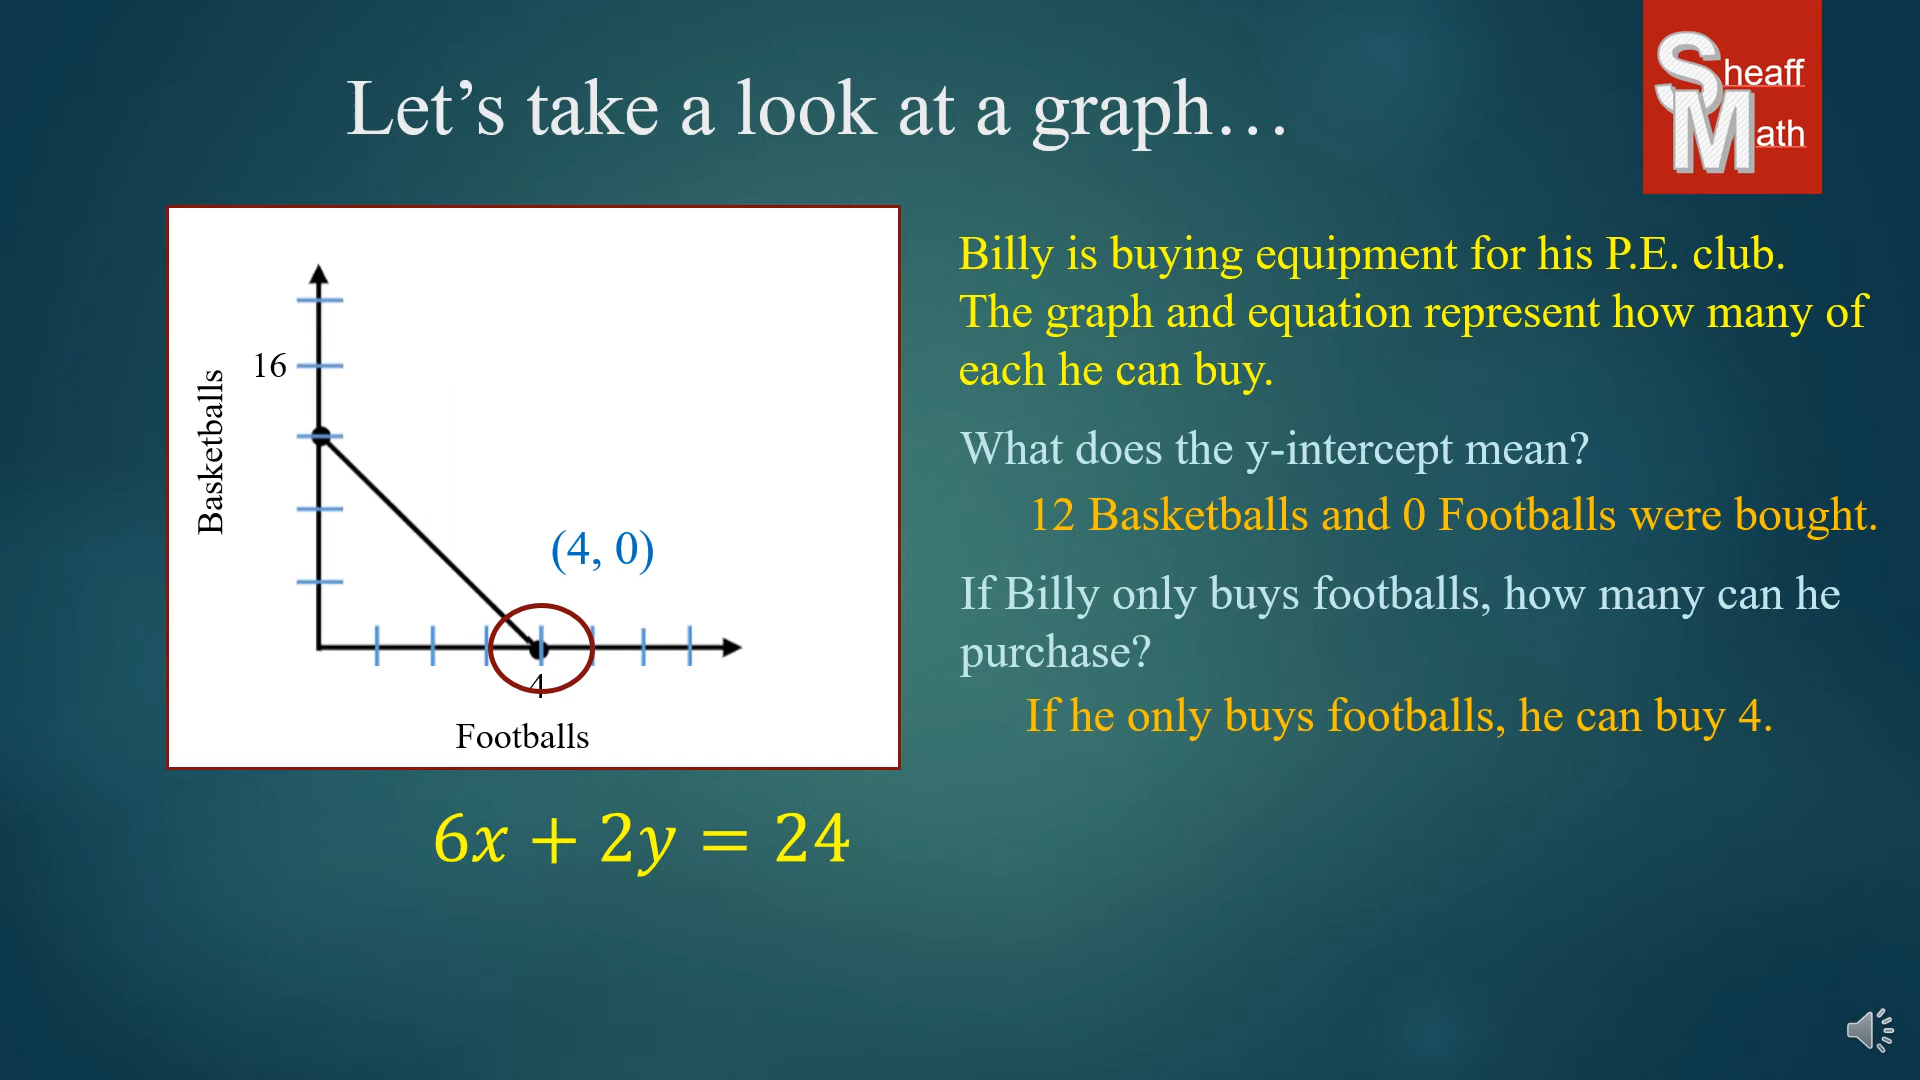 Let’s take a look at a graph…
Sheaff
Math
Billy is buying equipment for his P.E. club.
The graph and equation represent how many of
each he can buy.
What does the y-intercept mean?
12 Basketballs and 0 Footballs were bought.
If Billy only buys footballs, how many can he
purchase?
If he only buys footballs, he can buy 4.
16
Basketballs
(4, 0)
4
Footballs
6x + 2y = 24